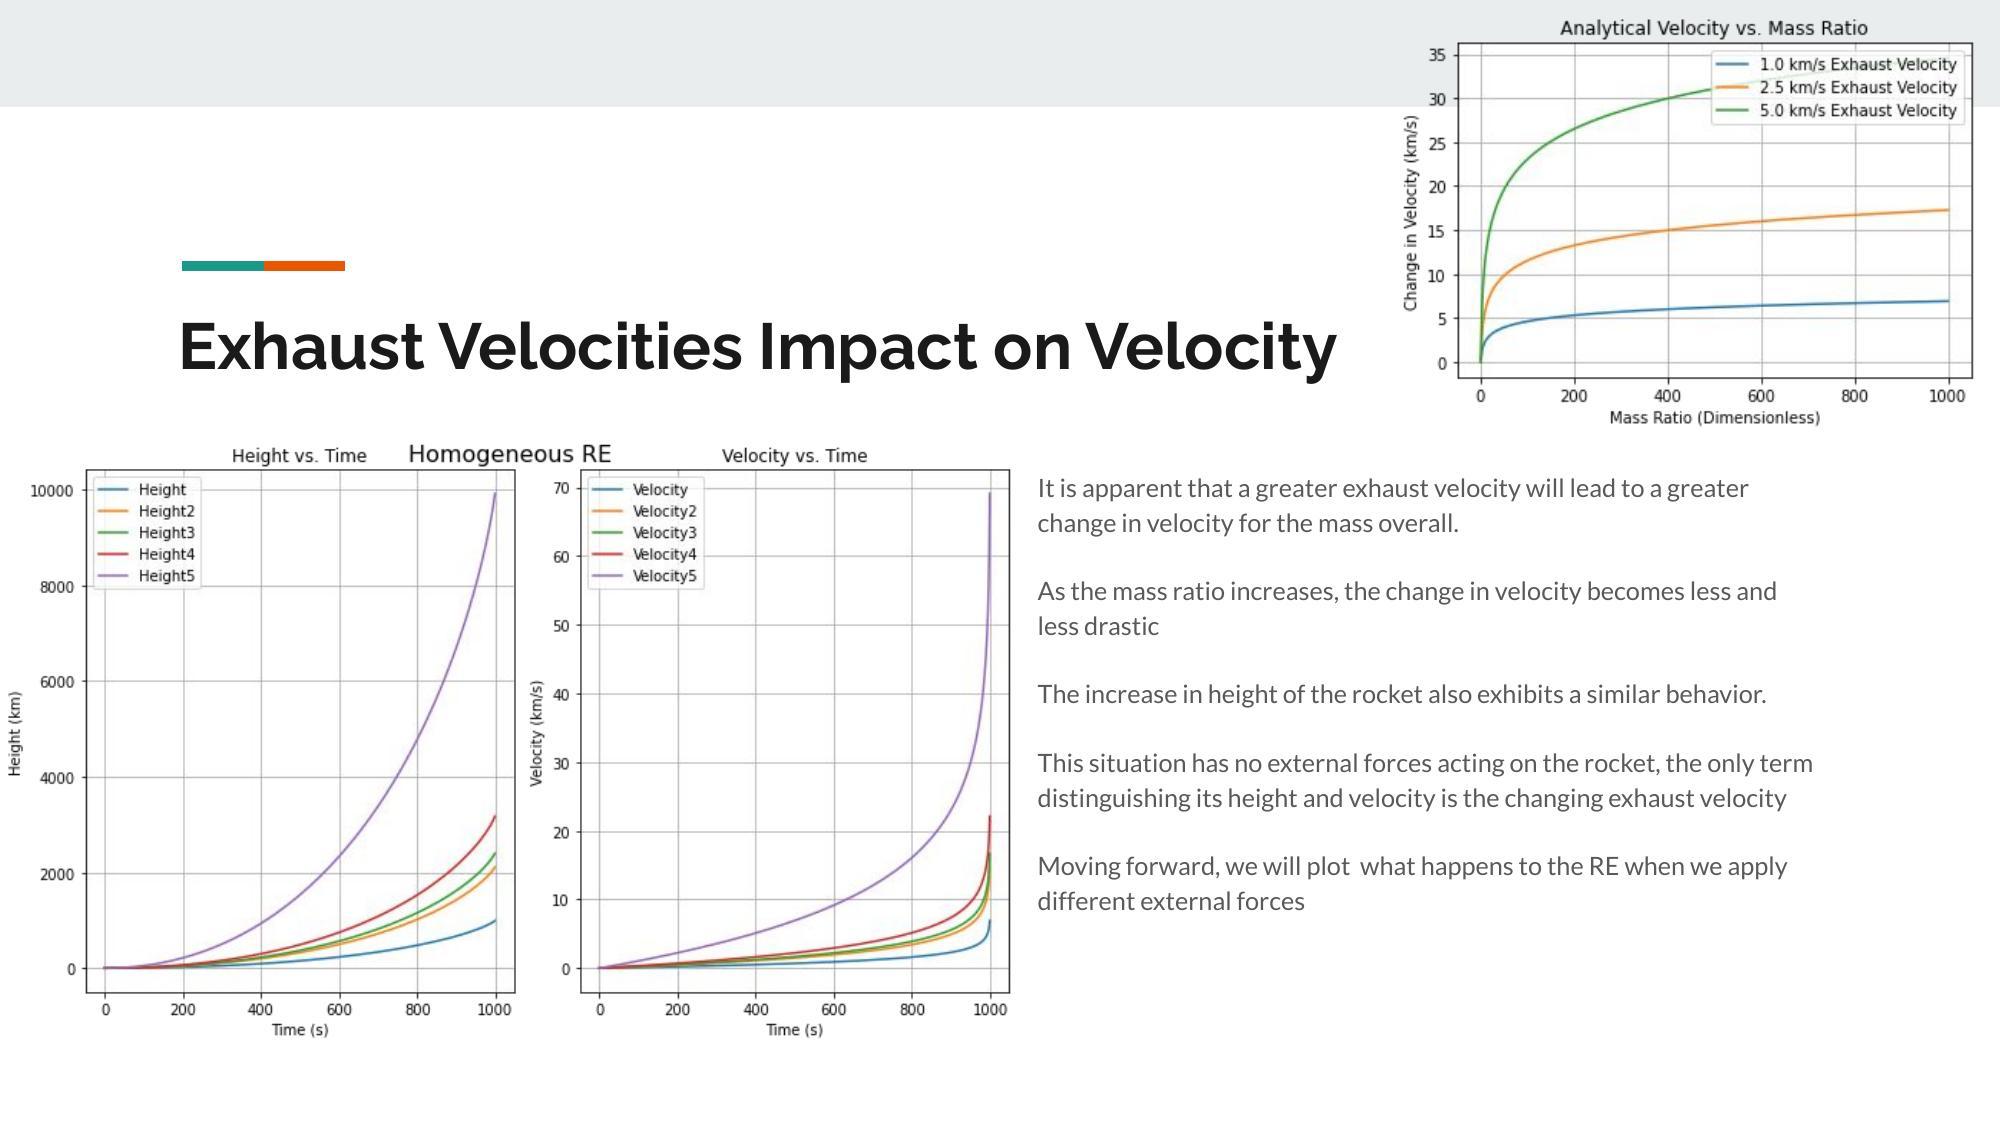 Analytical Velocity vs. Mass Ratio
35
30
25
20
15
10
5
0
Change in Velocity (km/s)
1.0 km/s Exhaust Velocity
2.5 km/s Exhaust Velocity
5.0 km/s Exhaust Velocity
0 200 400 600 800 1000
Mass Ratio (Dimensionless)
Exhaust Velocities Impact on Velocity
Homogeneous RE
Height vs. Time
10000
8000
6000
4000
2000
0
Height (km)
Height
Height2
Height3
Height4
Height5
0 200 400 600 800 1000
Time (s)
Velocity vs. Time
70
60
50
40
30
20
10
0
Velocity (km/s)
Velocity
Velocity2
Velocity3
Velocity4
Velocity5
0 200 400 600 800 1000
Time (s)
It is apparent that a greater exhaust velocity will lead to a greater
change in velocity for the mass overall.
As the mass ratio increases, the change in velocity becomes less and
less drastic
The increase in height of the rocket also exhibits a similar behavior.
This situation has no external forces acting on the rocket, the only term
distinguishing its height and velocity is the changing exhaust velocity
Moving forward, we will plot  what happens to the RE when we apply
different external forces